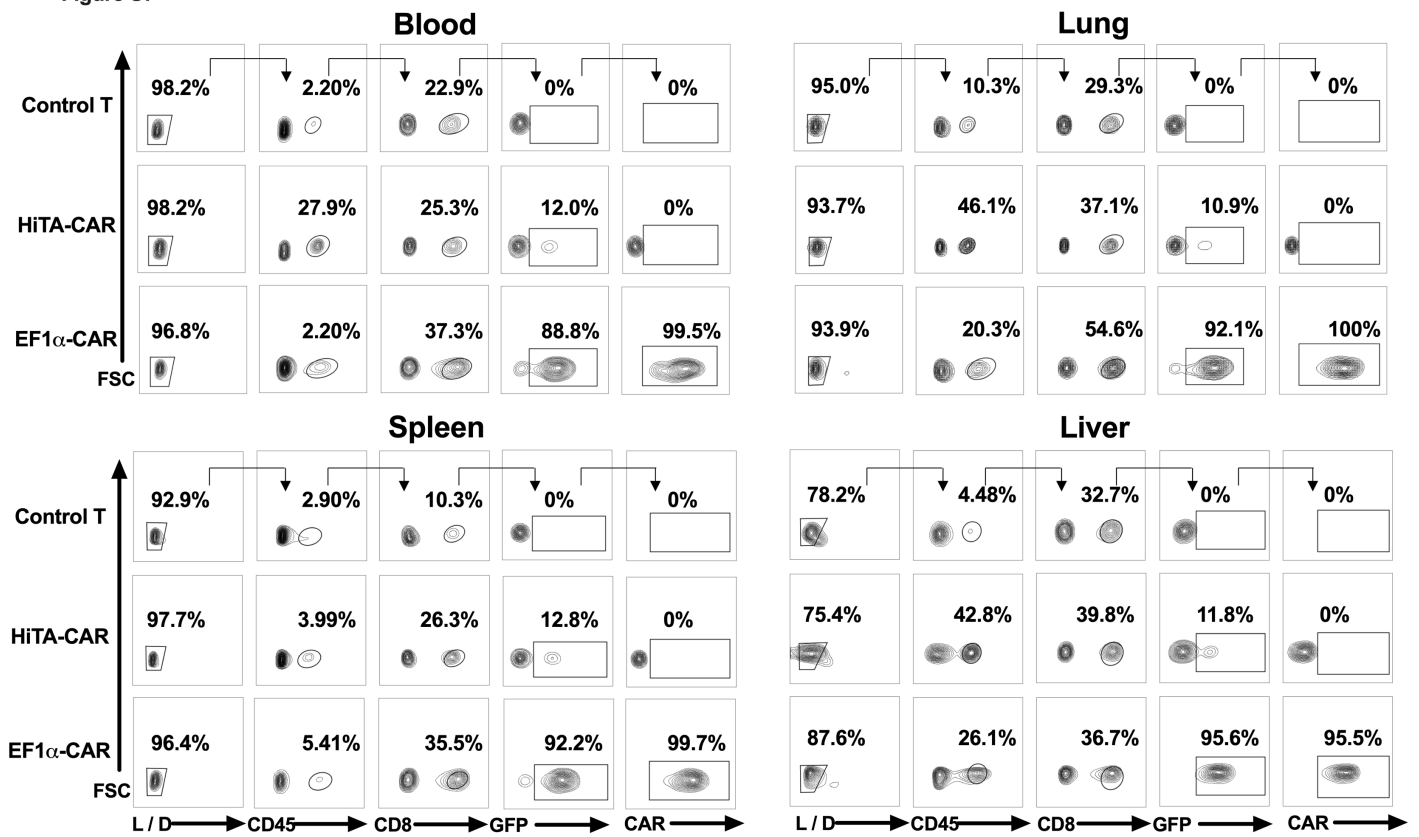 Blood
Lung
Control T
98.2%
2.20%
22.9%
0%
0%
95.0%
10.3%
29.3%
0%
0%
HiTA-CAR
98.2%
27.9%
25.3%
12.0%
0%
93.7%
46.1%
37.1%
10.9%
0%
EF1α-CAR
96.8%
2.20%
37.3%
88.8%
99.5%
93.9%
20.3%
54.6%
92.1%
100%
FSC
Spleen
Liver
Control T
92.9%
2.90%
10.3%
0%
0%
78.2%
4.48%
32.7%
0%
0%
HiTA-CAR
97.7%
3.99%
26.3%
12.8%
0%
75.4%
42.8%
39.8%
11.8%
0%
EF1α-CAR
96.4%
5.41%
35.5%
92.2%
99.7%
87.6%
26.1%
36.7%
95.6%
95.5%
FSC
L / D
CD45
CD8
GFP
CAR
L / D
CD45
CD8
GFP
CAR